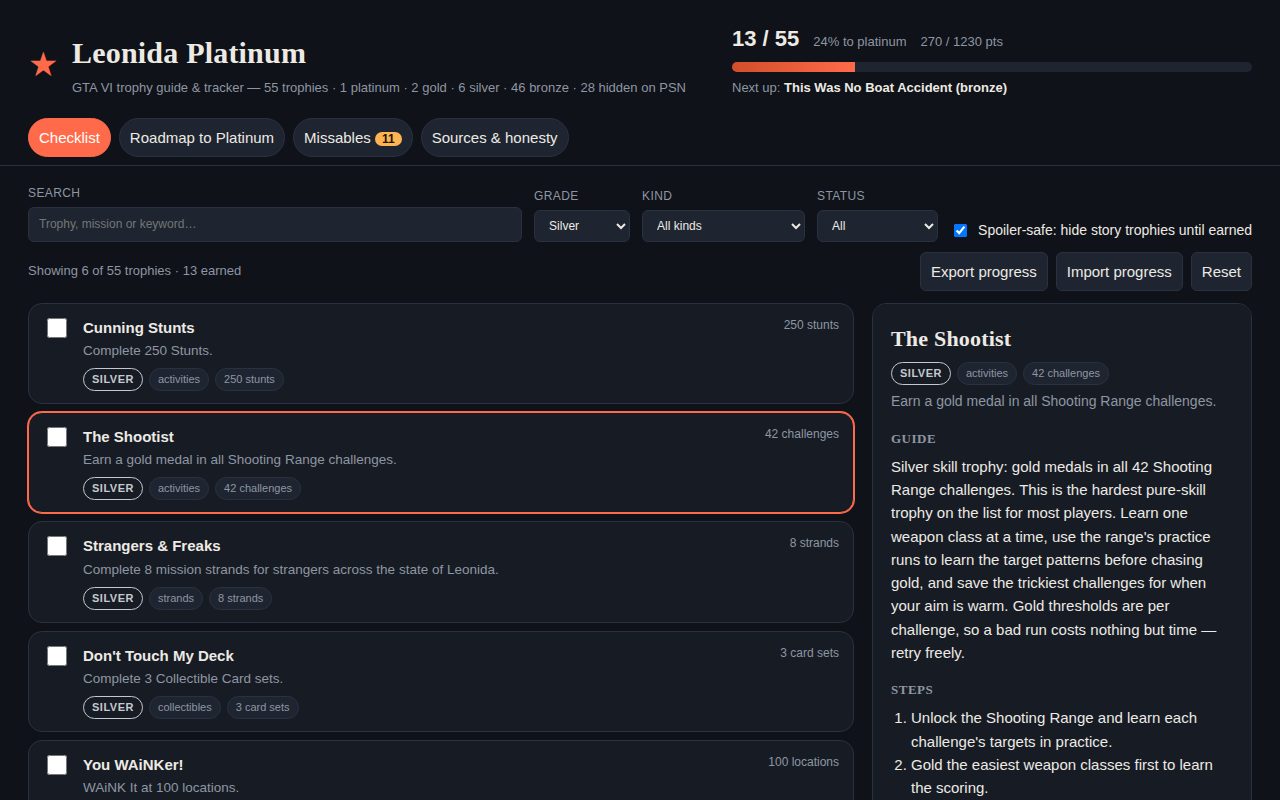 Leonida Platinum
GTA VI trophy guide & tracker — 55 trophies · 1 platinum · 2 gold · 6 silver · 46 bronze · 28 hidden on PSN
13 / 55 24% to platinum 270 / 1230 pts
Next up: This Was No Boat Accident (bronze)
Checklist Roadmap to Platinum Missables 11 Sources & honesty
SEARCH GRADE KIND STATUS
Trophy, mission or keyword… Silver All kinds All Spoiler-safe: hide story trophies until earned
Showing 6 of 55 trophies · 13 earned Export progress Import progress Reset
Cunning Stunts 250 stunts
Complete 250 Stunts.
SILVER activities 250 stunts
The Shootist 42 challenges
Earn a gold medal in all Shooting Range challenges.
SILVER activities 42 challenges
Strangers & Freaks 8 strands
Complete 8 mission strands for strangers across the state of Leonida.
SILVER strands 8 strands
Don't Touch My Deck 3 card sets
Complete 3 Collectible Card sets.
SILVER collectibles 3 card sets
You WAiNKer! 100 locations
WAiNK It at 100 locations.
The Shootist
SILVER activities 42 challenges
Earn a gold medal in all Shooting Range challenges.
GUIDE
Silver skill trophy: gold medals in all 42 Shooting
Range challenges. This is the hardest pure-skill
trophy on the list for most players. Learn one
weapon class at a time, use the range's practice
runs to learn the target patterns before chasing
gold, and save the trickiest challenges for when
your aim is warm. Gold thresholds are per
challenge, so a bad run costs nothing but time —
retry freely.
STEPS
1. Unlock the Shooting Range and learn each
challenge's targets in practice.
2. Gold the easiest weapon classes first to learn
the scoring.